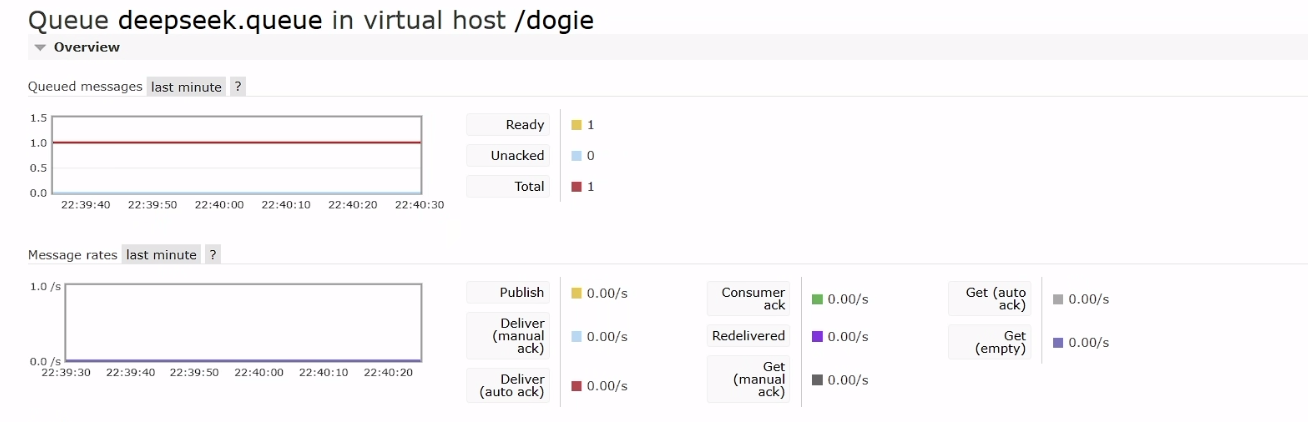 Queue deepseek.queue in virtual host /dogie
Overview
Queued messages last minute ?
1.5
1.0
0.5
0.0
22:39:40 22:39:50 22:40:00 22:40:10 22:40:20 22:40:30
Ready 1
Unacked 0
Total 1
Message rates last minute ?
1.0 /s
0.0 /s
22:39:30 22:39:40 22:39:50 22:40:00 22:40:10 22:40:20
Publish 0.00/s
Deliver
(manual
ack) 0.00/s
Deliver
(auto ack) 0.00/s
Consumer
ack 0.00/s
Redelivered 0.00/s
Get
(manual
ack) 0.00/s
Get (auto
ack) 0.00/s
Get
(empty) 0.00/s